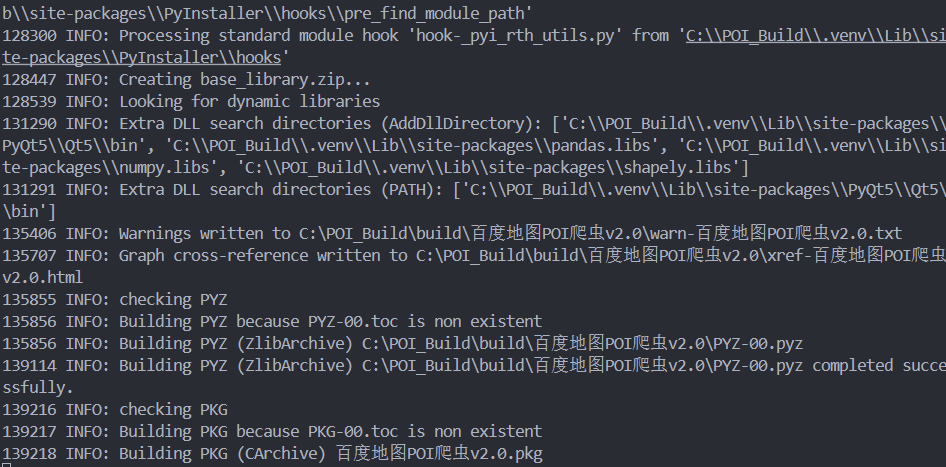 b\\site-packages\\PyInstaller\\hooks\\pre_find_module_path'
128300 INFO: Processing standard module hook 'hook-_pyi_rth_utils.py' from 'C:\\POI_Build\\.venv\\Lib\\si
te-packages\\PyInstaller\\hooks'
128447 INFO: Creating base_library.zip...
128539 INFO: Looking for dynamic libraries
131290 INFO: Extra DLL search directories (AddDllDirectory): ['C:\\POI_Build\\.venv\\Lib\\site-packages\\
PyQt5\\Qt5\\bin', 'C:\\POI_Build\\.venv\\Lib\\site-packages\\pandas.libs', 'C:\\POI_Build\\.venv\\Lib\\si
te-packages\\numpy.libs', 'C:\\POI_Build\\.venv\\Lib\\site-packages\\shapely.libs']
131291 INFO: Extra DLL search directories (PATH): ['C:\\POI_Build\\.venv\\Lib\\site-packages\\PyQt5\\Qt5\
\bin']
135406 INFO: Warnings written to C:\POI_Build\build\百度地图POI爬虫v2.0\warn-百度地图POI爬虫v2.0.txt
135707 INFO: Graph cross-reference written to C:\POI_Build\build\百度地图POI爬虫v2.0\xref-百度地图POI爬虫
v2.0.html
135855 INFO: checking PYZ
135856 INFO: Building PYZ because PYZ-00.toc is non existent
135856 INFO: Building PYZ (ZlibArchive) C:\POI_Build\build\百度地图POI爬虫v2.0\PYZ-00.pyz
139114 INFO: Building PYZ (ZlibArchive) C:\POI_Build\build\百度地图POI爬虫v2.0\PYZ-00.pyz completed succe
ssfully.
139216 INFO: checking PKG
139217 INFO: Building PKG because PKG-00.toc is non existent
139218 INFO: Building PKG (CArchive) 百度地图POI爬虫v2.0.pkg